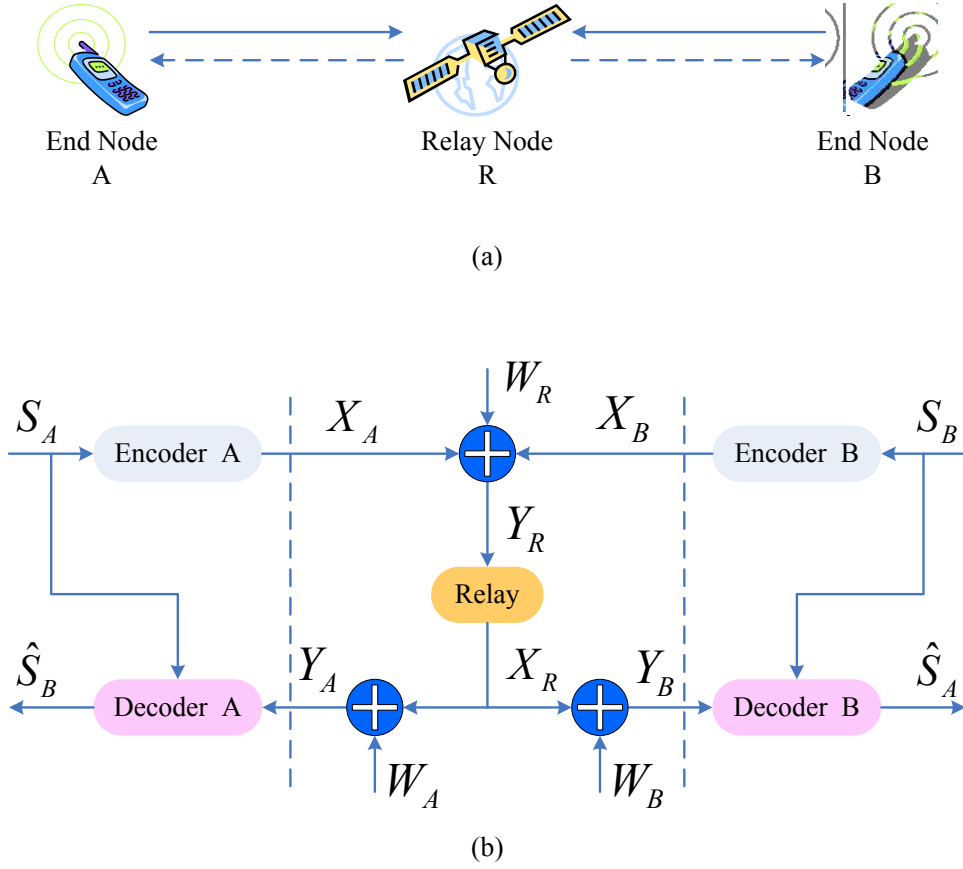 End Node
A
Relay Node
R
End Node
B
(a)
W_R
S_A
X_A
X_B
S_B
Encoder A
Encoder B
Y_R
Relay
Ŝ_B
Y_A
X_R
Y_B
Ŝ_A
Decoder A
Decoder B
W_A
W_B
(b)